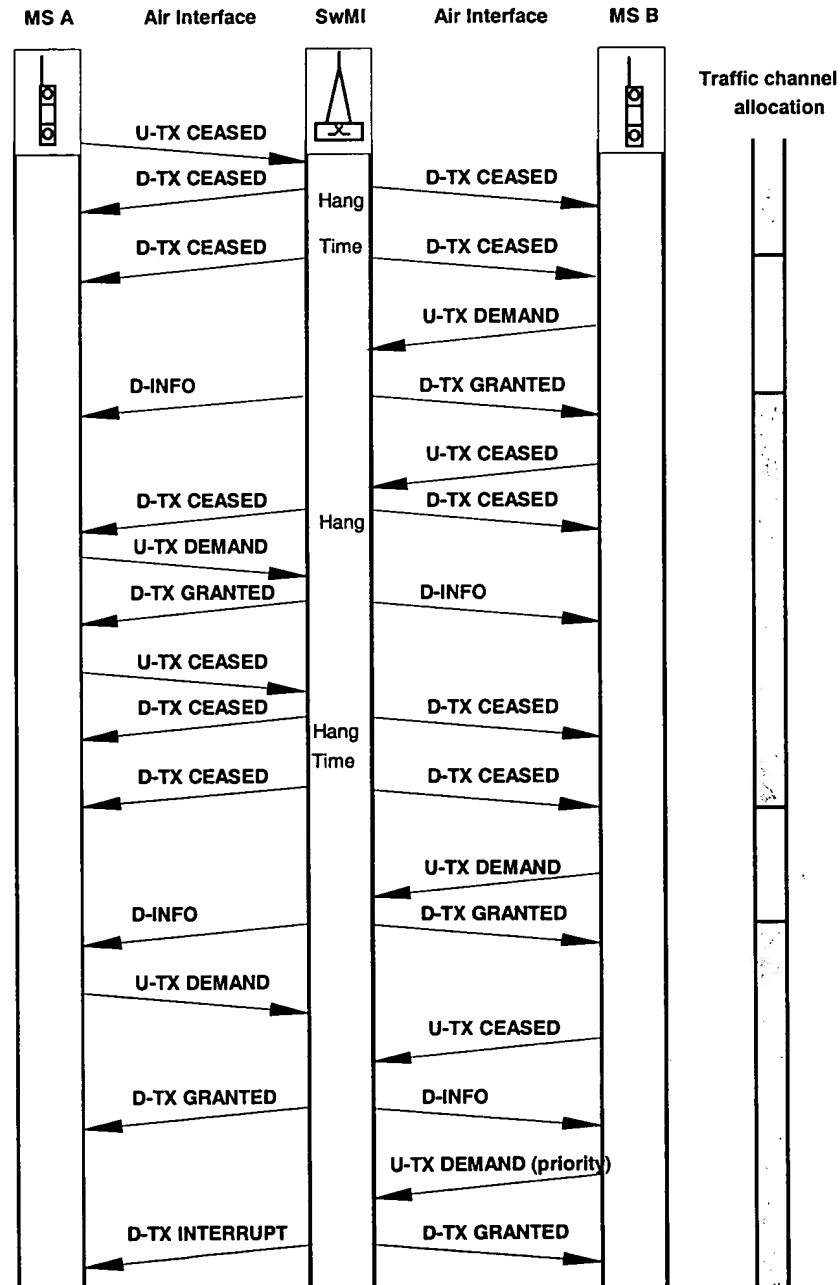 MS A Air Interface SwMI Air Interface MS B
Traffic channel
allocation
U-TX CEASED
D-TX CEASED D-TX CEASED
Hang
D-TX CEASED Time D-TX CEASED
U-TX DEMAND
D-INFO D-TX GRANTED
U-TX CEASED
D-TX CEASED D-TX CEASED
Hang
U-TX DEMAND
D-TX GRANTED D-INFO
U-TX CEASED
D-TX CEASED D-TX CEASED
Hang
Time
D-TX CEASED D-TX CEASED
U-TX DEMAND
D-INFO D-TX GRANTED
U-TX DEMAND
U-TX CEASED
D-TX GRANTED D-INFO
U-TX DEMAND (priority)
D-TX INTERRUPT D-TX GRANTED